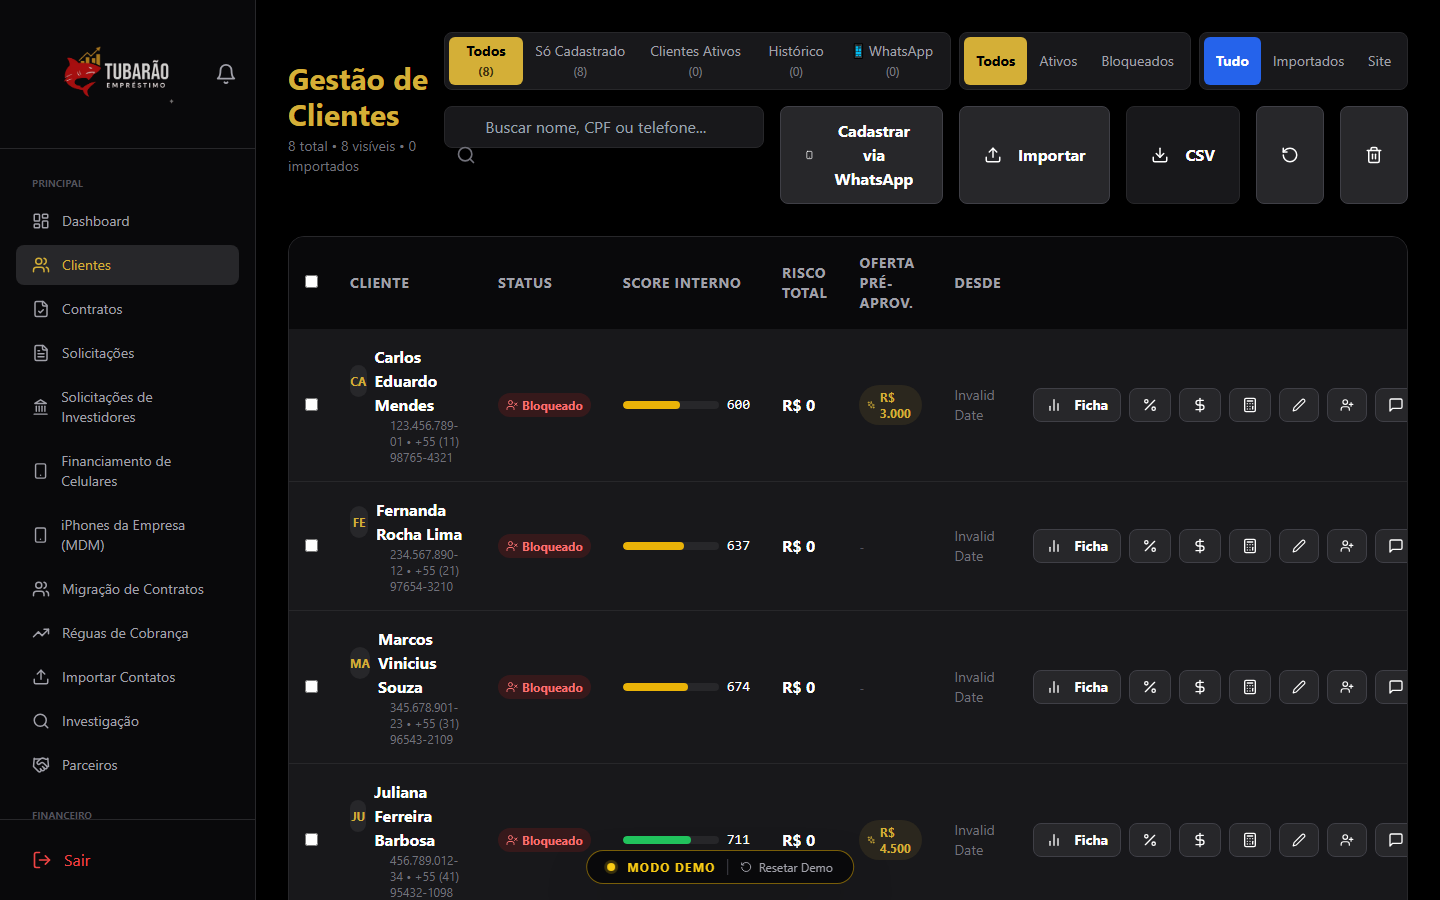 TUBARÃO
EMPRÉSTIMO
PRINCIPAL
Dashboard
Clientes
Contratos
Solicitações
Solicitações de
Investidores
Financiamento de
Celulares
iPhones da Empresa
(MDM)
Migração de Contratos
Réguas de Cobrança
Importar Contatos
Investigação
Parceiros
FINANCEIRO
Sair
Gestão de
Clientes
8 total • 8 visíveis • 0
importados
Todos
(8)
Só Cadastrado
(8)
Clientes Ativos
(0)
Histórico
(0)
WhatsApp
(0)
Todos
Ativos
Bloqueados
Tudo
Importados
Site
Buscar nome, CPF ou telefone...
Cadastrar
via
WhatsApp
Importar
CSV
CLIENTE
STATUS
SCORE INTERNO
RISCO
TOTAL
OFERTA
PRÉ-
APROV.
DESDE
CA
Carlos
Eduardo
Mendes
123.456.789-
01 • +55 (11)
98765-4321
Bloqueado
600
R$ 0
R$
3.000
Invalid
Date
Ficha
FE
Fernanda
Rocha Lima
234.567.890-
12 • +55 (21)
97654-3210
Bloqueado
637
R$ 0
-
Invalid
Date
Ficha
MA
Marcos
Vinicius
Souza
345.678.901-
23 • +55 (31)
96543-2109
Bloqueado
674
R$ 0
-
Invalid
Date
Ficha
JU
Juliana
Ferreira
Barbosa
456.789.012-
34 • +55 (41)
95432-1098
Bloqueado
711
R$ 0
R$
4.500
Invalid
Date
Ficha
MODO DEMO
Resetar Demo